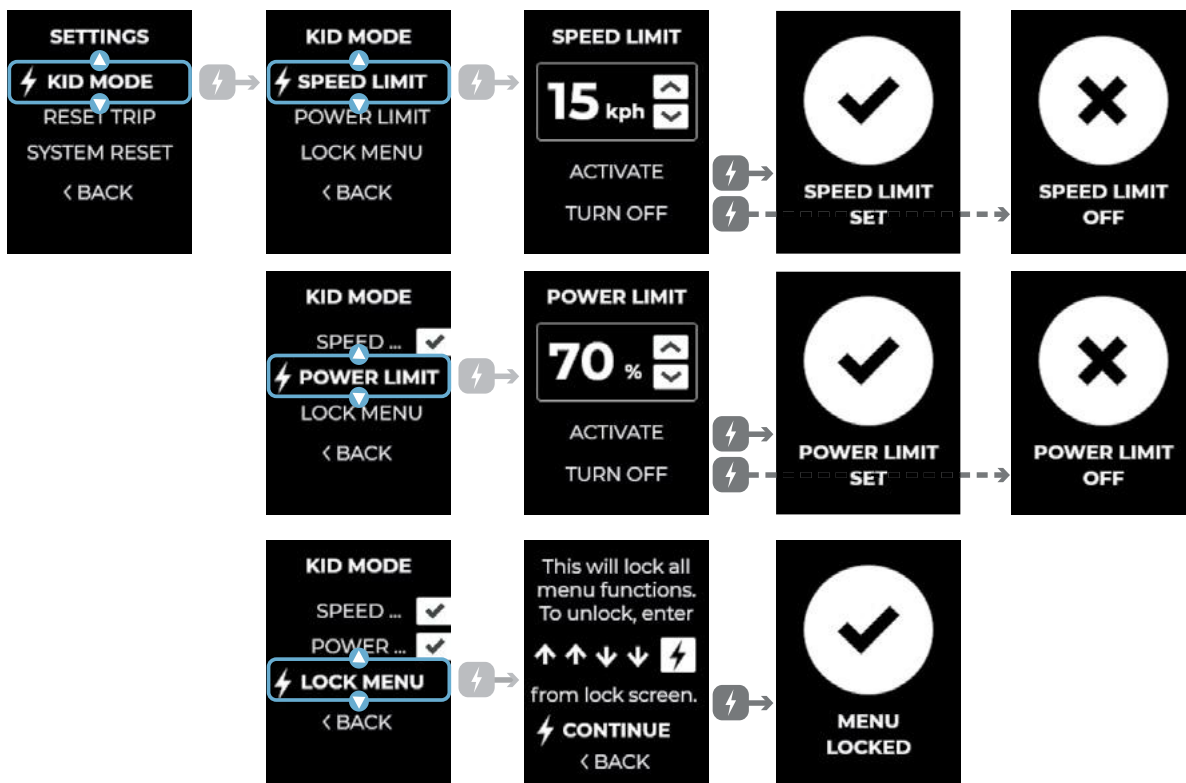 SETTINGS
KID MODE
RESET TRIP
SYSTEM RESET
< BACK
KID MODE
SPEED LIMIT
POWER LIMIT
LOCK MENU
< BACK
SPEED LIMIT
15 kph
ACTIVATE
TURN OFF
SPEED LIMIT
SET
SPEED LIMIT
OFF
KID MODE
SPEED ...
POWER LIMIT
LOCK MENU
< BACK
POWER LIMIT
70 %
ACTIVATE
TURN OFF
POWER LIMIT
SET
POWER LIMIT
OFF
KID MODE
SPEED ...
POWER ...
LOCK MENU
< BACK
This will lock all
menu functions.
To unlock, enter
↑ ↑ ↓ ↓
from lock screen.
CONTINUE
< BACK
MENU
LOCKED